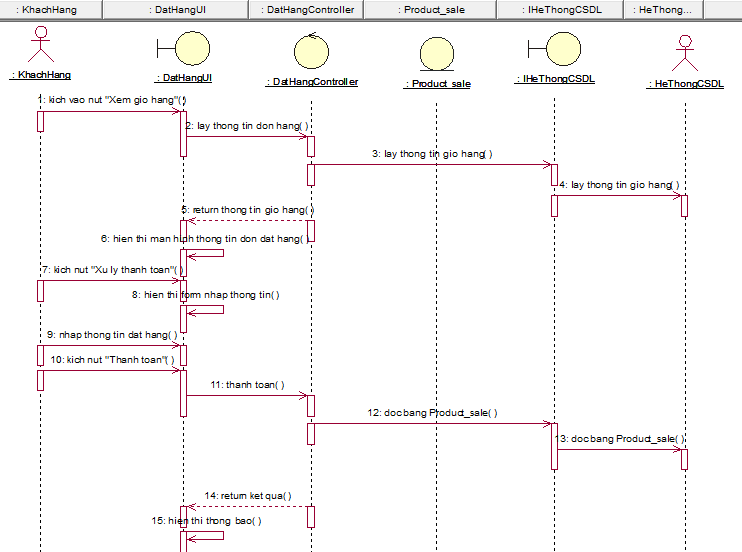 : KhachHang
: DatHangUI
: DatHangController
: Product_sale
: IHeThongCSDL
: HeThong...
: KhachHang
: DatHangUI
: DatHangController
: Product_sale
: IHeThongCSDL
: HeThongCSDL
1: kich vao nut "Xem gio hang"( )
2: lay thong tin don hang( )
3: lay thong tin gio hang( )
4: lay thong tin gio hang( )
5: return thong tin gio hang( )
6: hien thi man hinh thong tin don dat hang( )
7: kich nut "Xu ly thanh toan"( )
8: hien thi form nhap thong tin( )
9: nhap thong tin dat hang( )
10: kich nut "Thanh toan"( )
11: thanh toan( )
12: doc bang Product_sale( )
13: doc bang Product_sale( )
14: return ket qua( )
15: hien thi thong bao( )